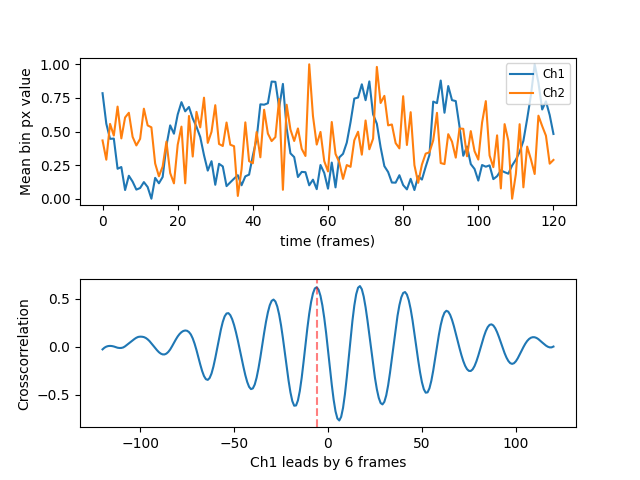 1.00
0.75
0.50
0.25
0.00
Mean bin px value
Ch1
Ch2
0 20 40 60 80 100 120
time (frames)
0.5
0.0
−0.5
Crosscorrelation
−100 −50 0 50 100
Ch1 leads by 6 frames